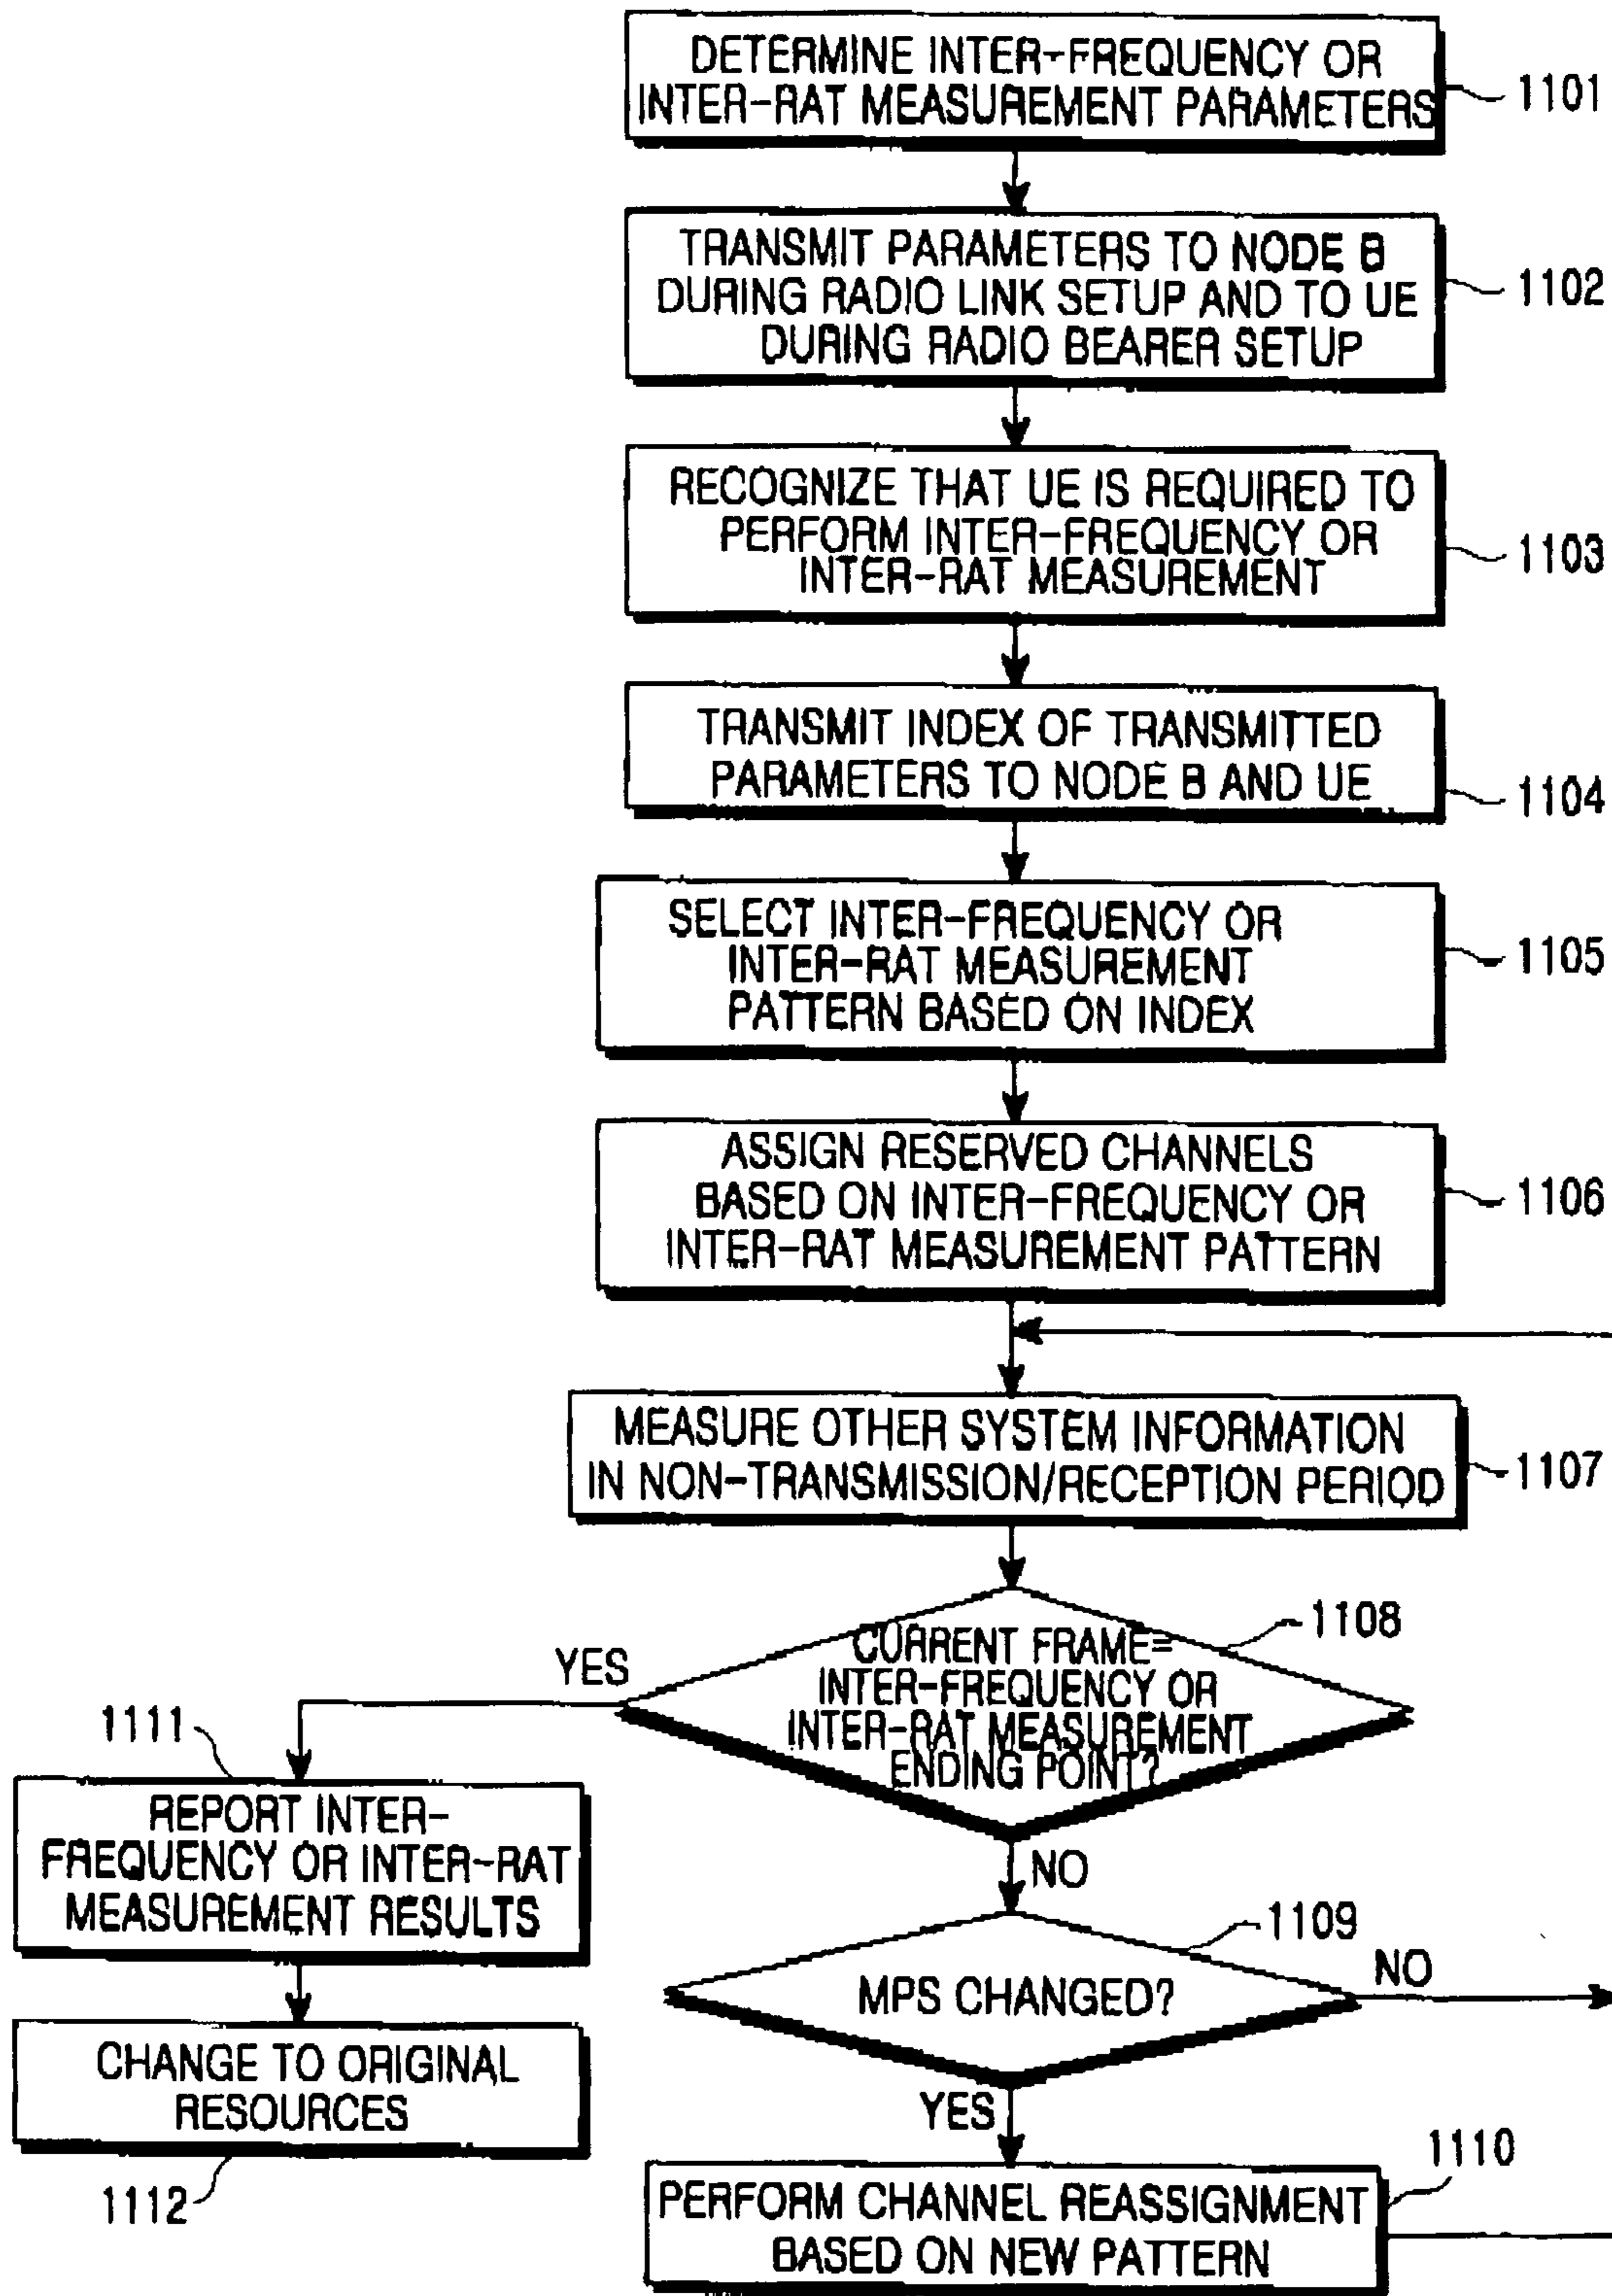 DETERMINE INTER-FREQUENCY OR
INTER-RAT MEASUREMENT PARAMETERS
1101
TRANSMIT PARAMETERS TO NODE B
DURING RADIO LINK SETUP AND TO UE
DURING RADIO BEARER SETUP
1102
RECOGNIZE THAT UE IS REQUIRED TO
PERFORM INTER-FREQUENCY OR
INTER-RAT MEASUREMENT
1103
TRANSMIT INDEX OF TRANSMITTED
PARAMETERS TO NODE B AND UE
1104
SELECT INTER-FREQUENCY OR
INTER-RAT MEASUREMENT
PATTERN BASED ON INDEX
1105
ASSIGN RESERVED CHANNELS
BASED ON INTER-FREQUENCY OR
INTER-RAT MEASUREMENT PATTERN
1106
MEASURE OTHER SYSTEM INFORMATION
IN NON-TRANSMISSION/RECEPTION PERIOD
1107
CURRENT FRAME=
INTER-FREQUENCY OR
INTER-RAT MEASUREMENT
ENDING POINT?
1108
YES
NO
1111
REPORT INTER-
FREQUENCY OR INTER-RAT
MEASUREMENT RESULTS
CHANGE TO ORIGINAL
RESOURCES
1112
MPS CHANGED?
1109
NO
YES
1110
PERFORM CHANNEL REASSIGNMENT
BASED ON NEW PATTERN